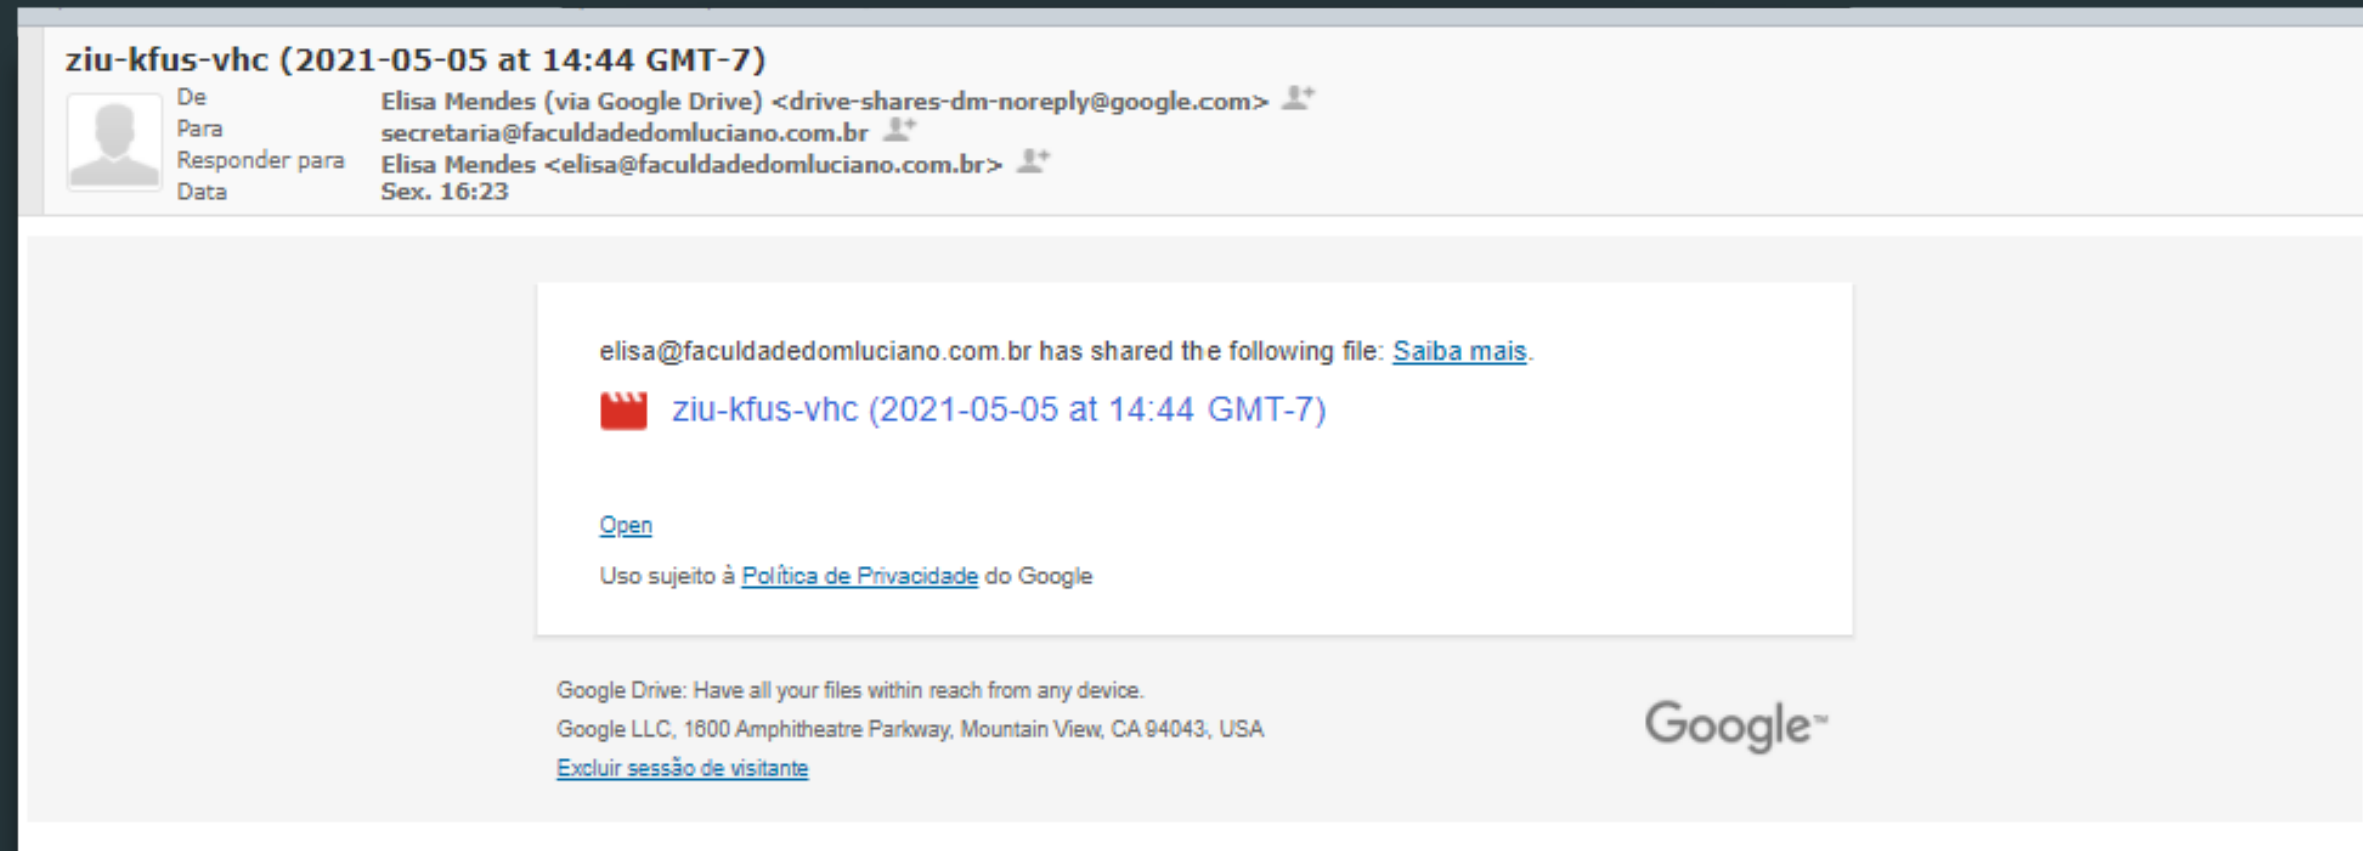 ziu-kfus-vhc (2021-05-05 at 14:44 GMT-7)
De Elisa Mendes (via Google Drive) <drive-shares-dm-noreply@google.com>
Para secretaria@faculdadedomluciano.com.br
Responder para Elisa Mendes <elisa@faculdadedomluciano.com.br>
Data Sex. 16:23
elisa@faculdadedomluciano.com.br has shared the following file: Saiba mais.
ziu-kfus-vhc (2021-05-05 at 14:44 GMT-7)
Open
Uso sujeito à Política de Privacidade do Google
Google Drive: Have all your files within reach from any device.
Google LLC, 1600 Amphitheatre Parkway, Mountain View, CA 94043, USA
Excluir sessão de visitante
Google™